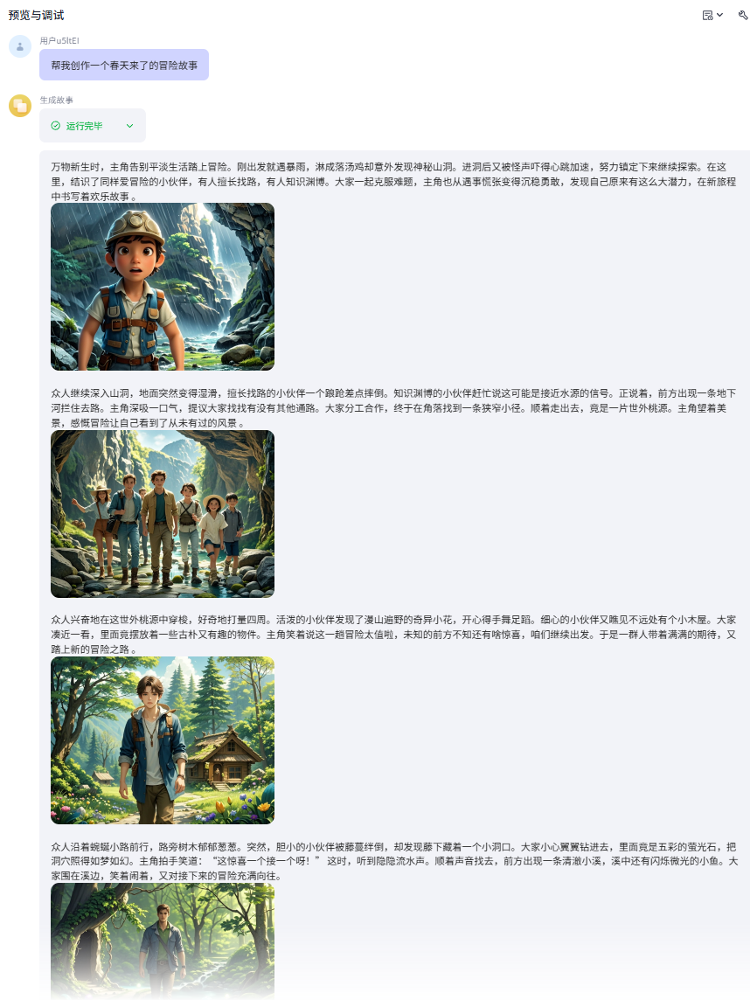 预览与调试
用户u5ltEI
帮我创作一个春天来了的冒险故事
生成故事
运行完毕
万物新生时，主角告别平淡生活踏上冒险。刚出发就遇暴雨，淋成落汤鸡却意外发现神秘山洞。进洞后又被怪声吓得心跳加速，努力镇定下来继续探索。在这
里，结识了同样爱冒险的小伙伴，有人擅长找路，有人知识渊博。大家一起克服难题，主角也从遇事慌张变得沉稳勇敢，发现自己原来有这么大潜力，在新旅程
中书写着欢乐故事 。
众人继续深入山洞，地面突然变得湿滑，擅长找路的小伙伴一个踉跄差点摔倒。知识渊博的小伙伴赶忙说这可能是接近水源的信号。正说着，前方出现一条地下
河拦住去路。主角深吸一口气，提议大家找找有没有其他通路。大家分工合作，终于在角落找到一条狭窄小径。顺着走出去，竟是一片世外桃源。主角望着美
景，感慨冒险让自己看到了从未有过的风景 。
众人兴奋地在这世外桃源中穿梭，好奇地打量四周。活泼的小伙伴发现了漫山遍野的奇异小花，开心得手舞足蹈。细心的小伙伴又瞧见不远处有个小木屋。大家
凑近一看，里面竟摆放着一些古朴又有趣的物件。主角笑着说这一趟冒险太值啦，未知的前方不知还有啥惊喜，咱们继续出发。于是一群人带着满满的期待，又
踏上新的冒险之路 。
众人沿着蜿蜒小路前行，路旁树木郁郁葱葱。突然，胆小的小伙伴被藤蔓绊倒，却发现藤下藏着一个小洞口。大家小心翼翼钻进去，里面竟是五彩的萤光石，把
洞穴照得如梦如幻。主角拍手笑道：“这惊喜一个接一个呀！” 这时，听到隐隐流水声。顺着声音找去，前方出现一条清澈小溪，溪中还有闪烁微光的小鱼。大
家围在溪边，笑着闹着，又对接下来的冒险充满向往。